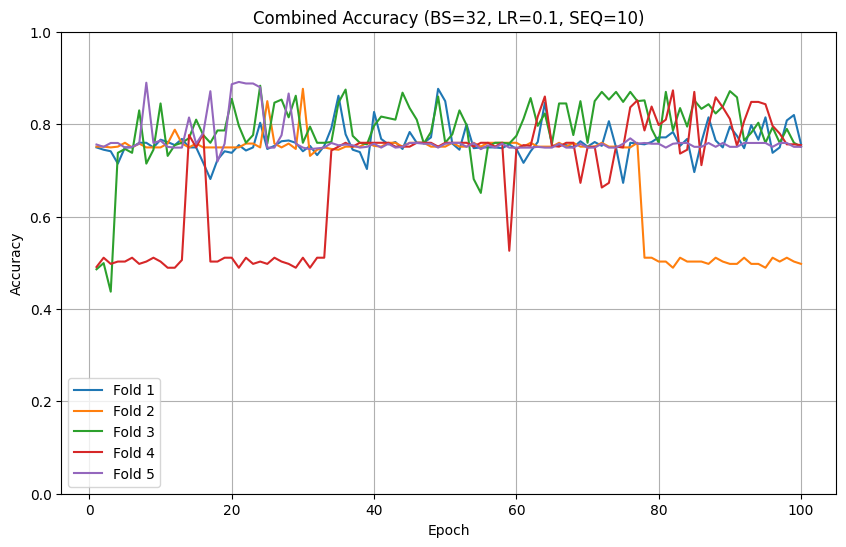 Combined Accuracy (BS=32, LR=0.1, SEQ=10)
1.0
0.8
0.6
0.4
0.2
0.0
Accuracy
Fold 1
Fold 2
Fold 3
Fold 4
Fold 5
0 20 40 60 80 100
Epoch